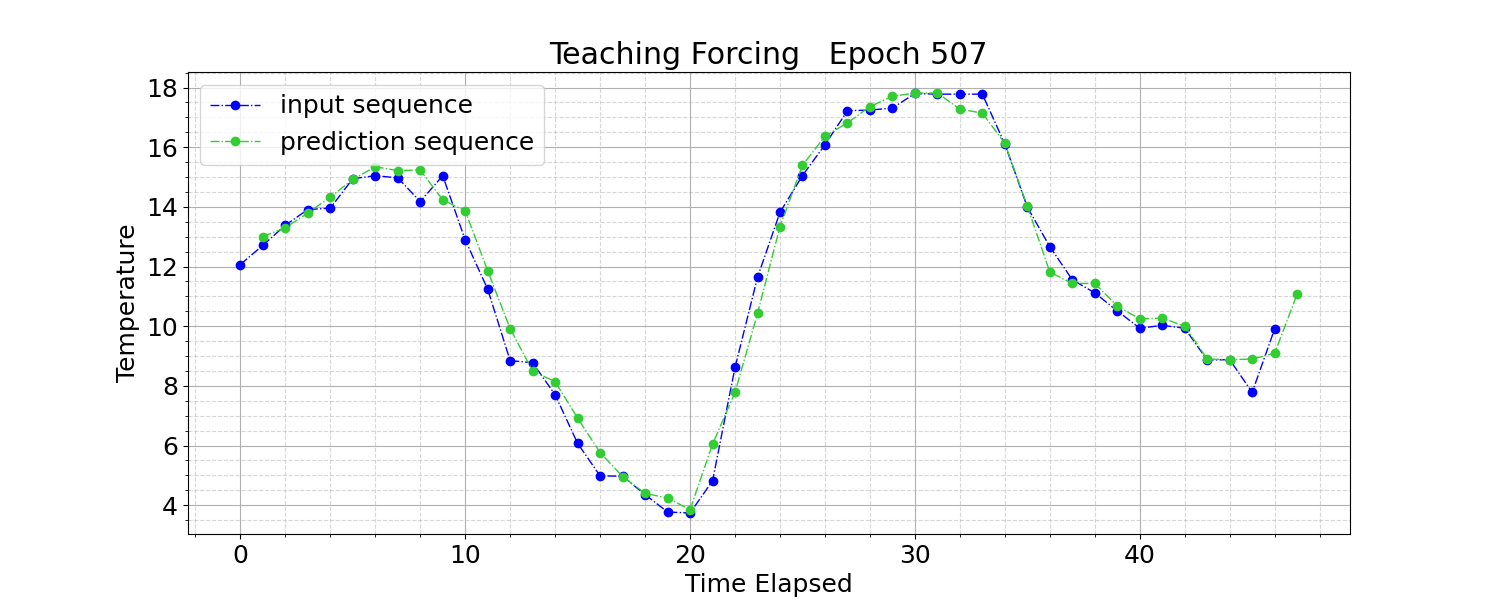 Teaching Forcing   Epoch 507
input sequence
prediction sequence
18
16
14
12
10
8
6
4
Temperature
0 10 20 30 40
Time Elapsed